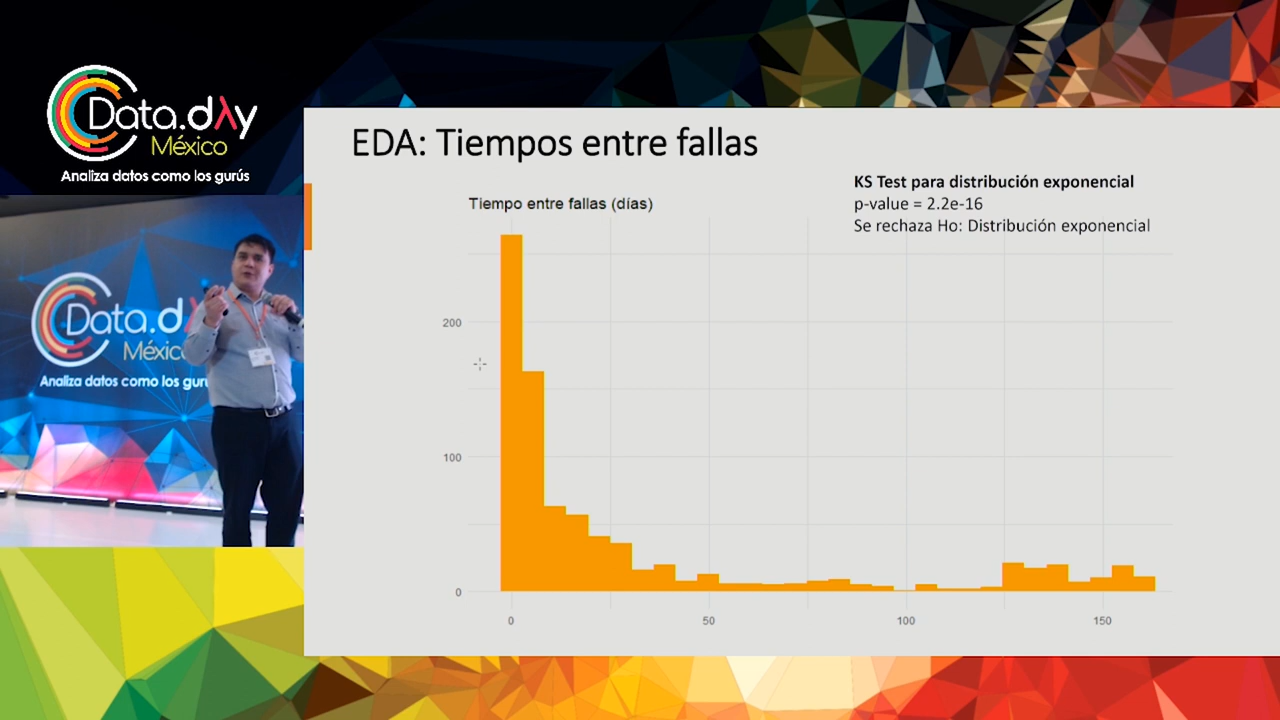 Data.dλy
México
Analiza datos como los gurús
EDA: Tiempos entre fallas
KS Test para distribución exponencial
p-value = 2.2e-16
Se rechaza Ho: Distribución exponencial
Tiempo entre fallas (días)
200
100
0
0
50
100
150
Data.d
Méxic
Analiza datos como los guru